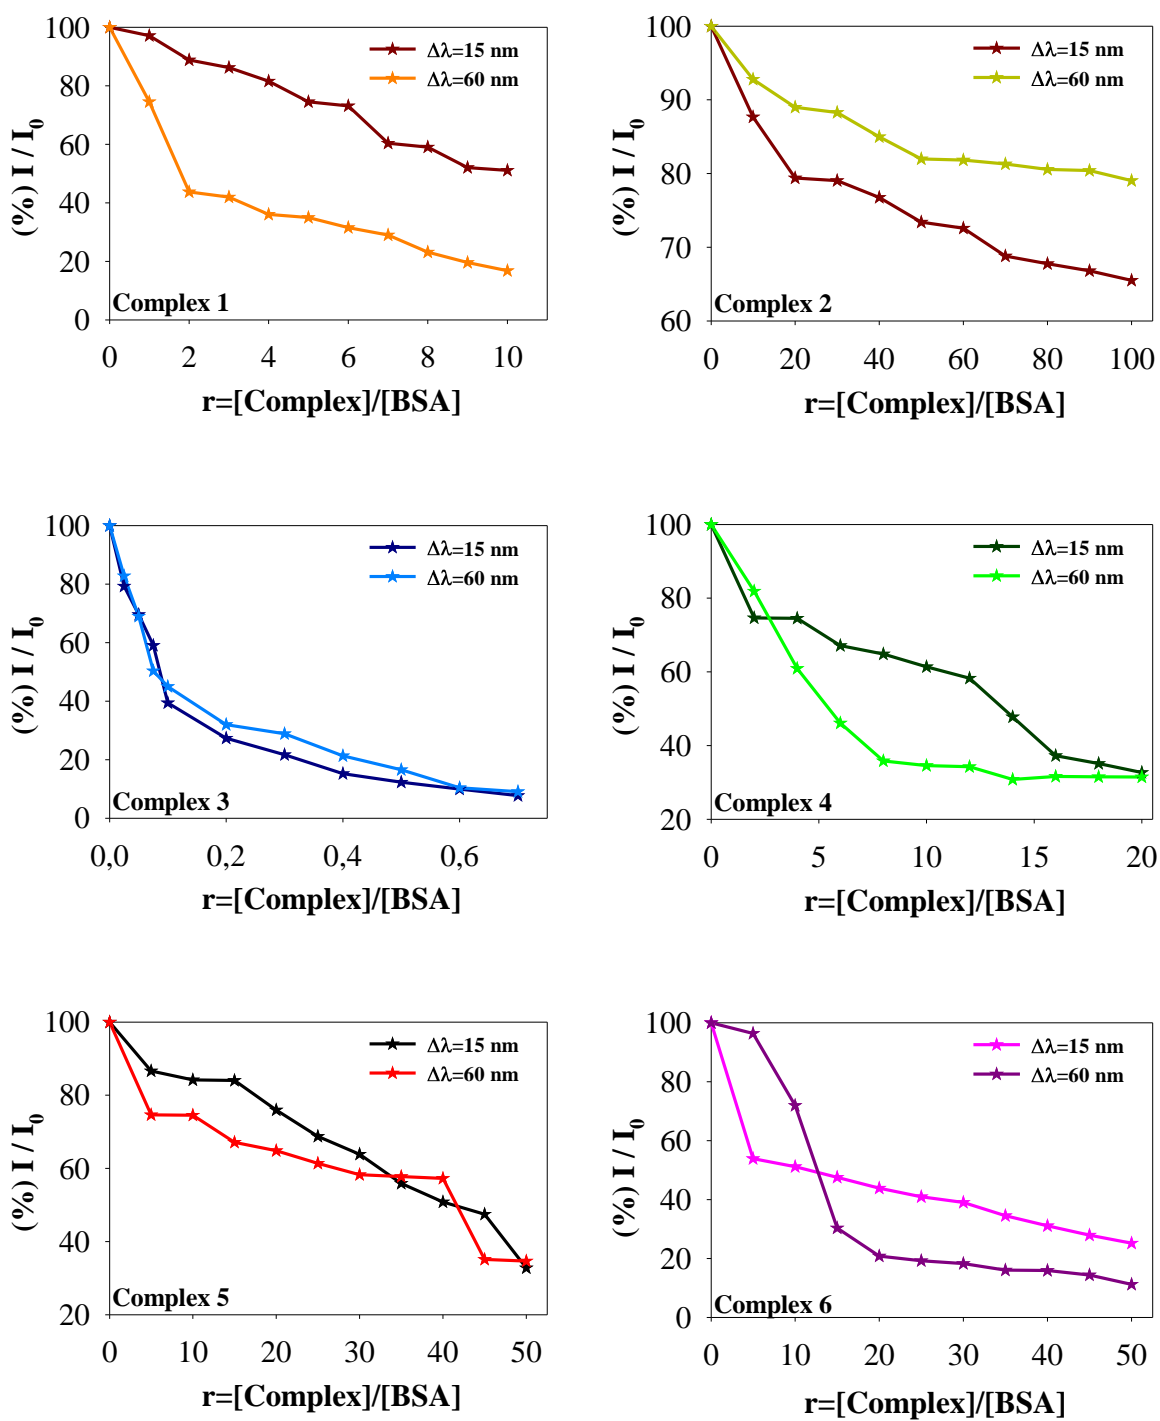 100
80
60
40
20
0
(%) I / I₀
Δλ=15 nm
Δλ=60 nm
Complex 1
0 2 4 6 8 10
r=[Complex]/[BSA]
100
90
80
70
60
(%) I / I₀
Δλ=15 nm
Δλ=60 nm
Complex 2
0 20 40 60 80 100
r=[Complex]/[BSA]
100
80
60
40
20
0
(%) I / I₀
Δλ=15 nm
Δλ=60 nm
Complex 3
0,0 0,2 0,4 0,6
r=[Complex]/[BSA]
100
80
60
40
20
(%) I / I₀
Δλ=15 nm
Δλ=60 nm
Complex 4
0 5 10 15 20
r=[Complex]/[BSA]
100
80
60
40
20
(%) I / I₀
Δλ=15 nm
Δλ=60 nm
Complex 5
0 10 20 30 40 50
r=[Complex]/[BSA]
100
80
60
40
20
0
(%) I / I₀
Δλ=15 nm
Δλ=60 nm
Complex 6
0 10 20 30 40 50
r=[Complex]/[BSA]